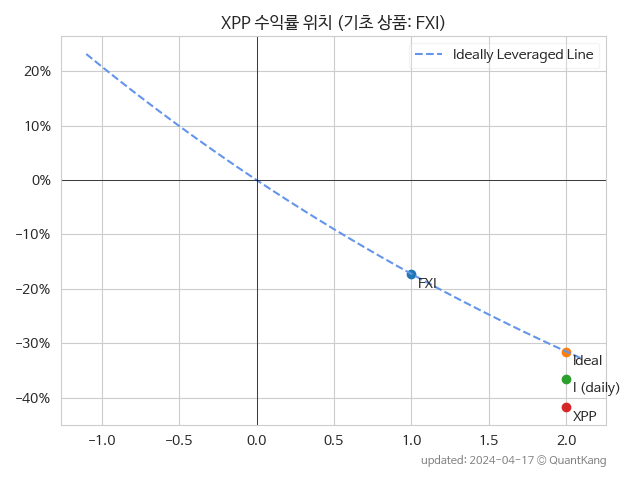 XPP 수익률 위치 (기초 상품: FXI)
Ideally Leveraged Line
20%
10%
0%
−10%
−20%
−30%
−40%
FXI
Ideal
I (daily)
XPP
−1.0
−0.5
0.0
0.5
1.0
1.5
2.0
updated: 2024-04-17 © QuantKang